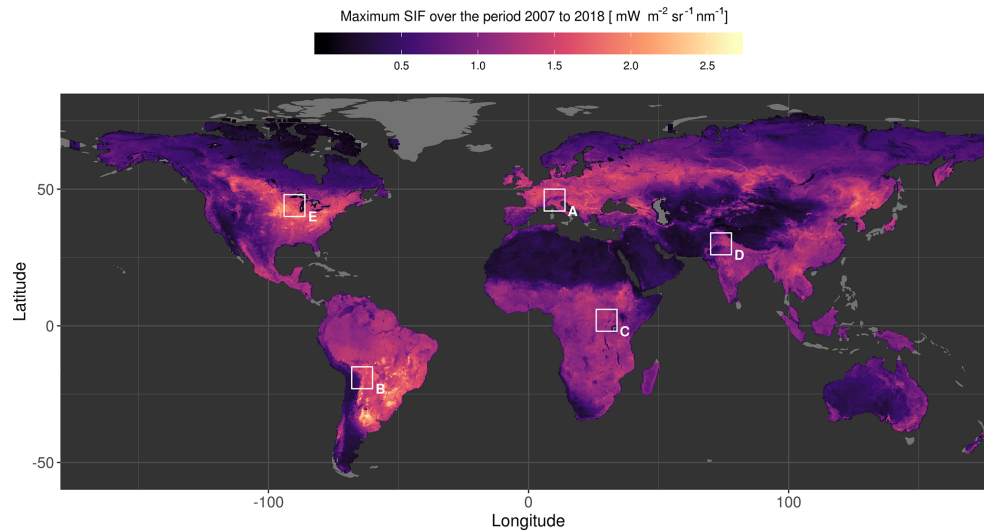 Maximum SIF over the period 2007 to 2018 [ mW m⁻² sr⁻¹ nm⁻¹ ]
0.5 1.0 1.5 2.0 2.5
Latitude
50
0
-50
A
E
D
C
B
-100 0 100
Longitude